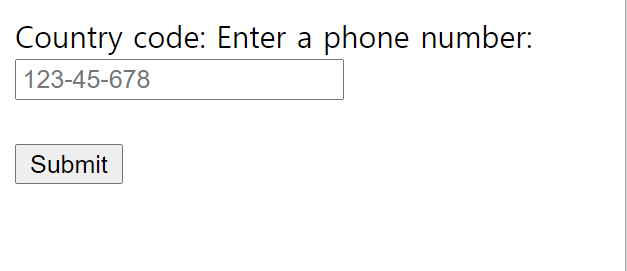 Country code: Enter a phone number:
123-45-678
Submit